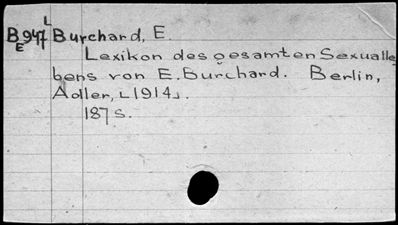 L
B 947 Burchard, E.
E
Lexikon des gesamten Sexualle
bens von E. Burchard. Berlin,
Adler, ∟1914⅃.
187 S.